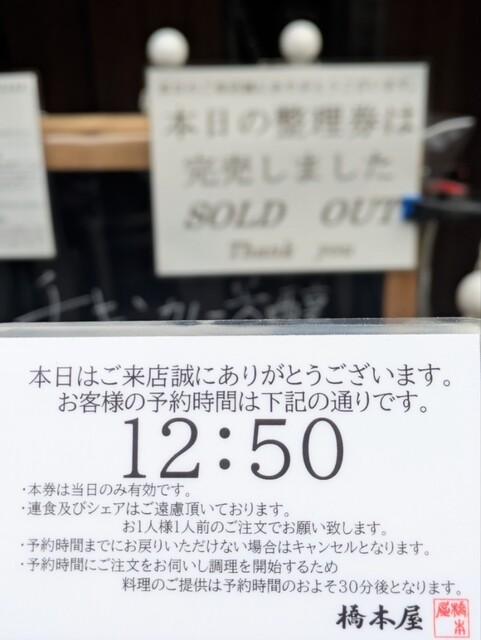 本日の整理券は
完売しました
SOLD OUT
Thank you
本日はご来店誠にありがとうございます。
お客様の予約時間は下記の通りです。
12:50
・本券は当日のみ有効です。
・連食及びシェアはご遠慮頂いております。
お1人様1人前のご注文でお願い致します。
・予約時間までにお戻りいただけない場合はキャンセルとなります。
・予約時間にご注文をお伺いし調理を開始するため
料理のご提供は予約時間のおよそ30分後となります。
橋本屋
橋本屋